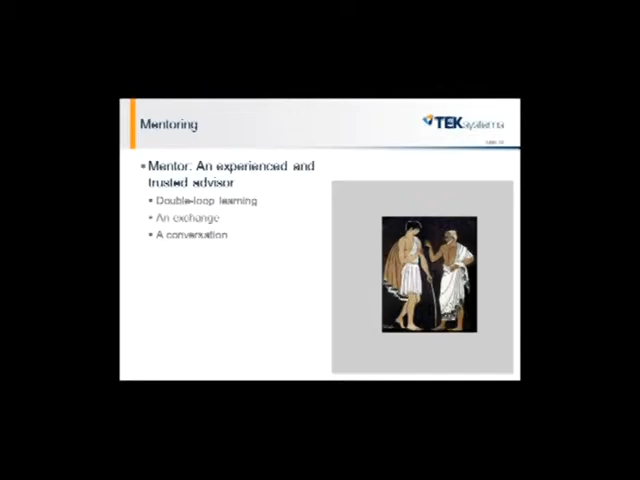 Mentoring
TEKsystems
Mentor: An experienced and
trusted advisor
Double-loop learning
An exchange
A conversation